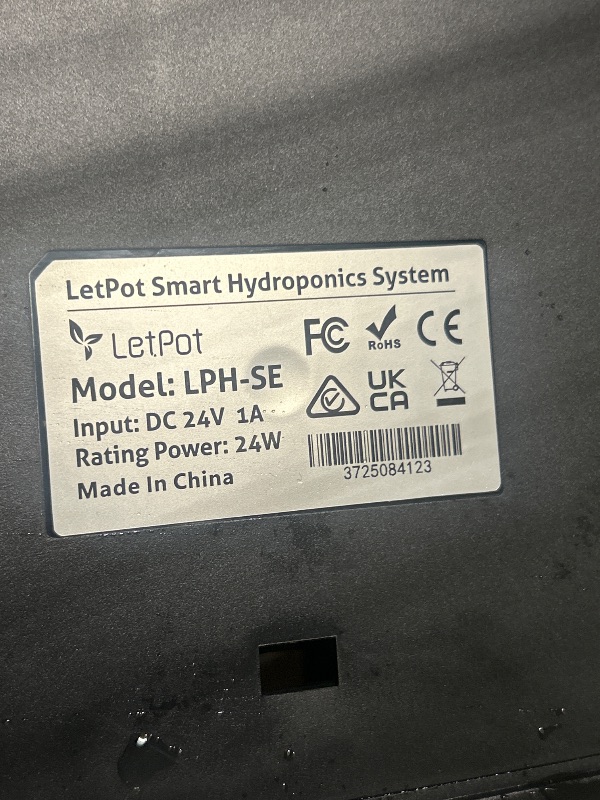 LetPot Smart Hydroponics System
LetPot
Model: LPH-SE
Input: DC 24V 1A
Rating Power: 24W
Made In China
FC
RoHS
CE
UK
CA
3725084123